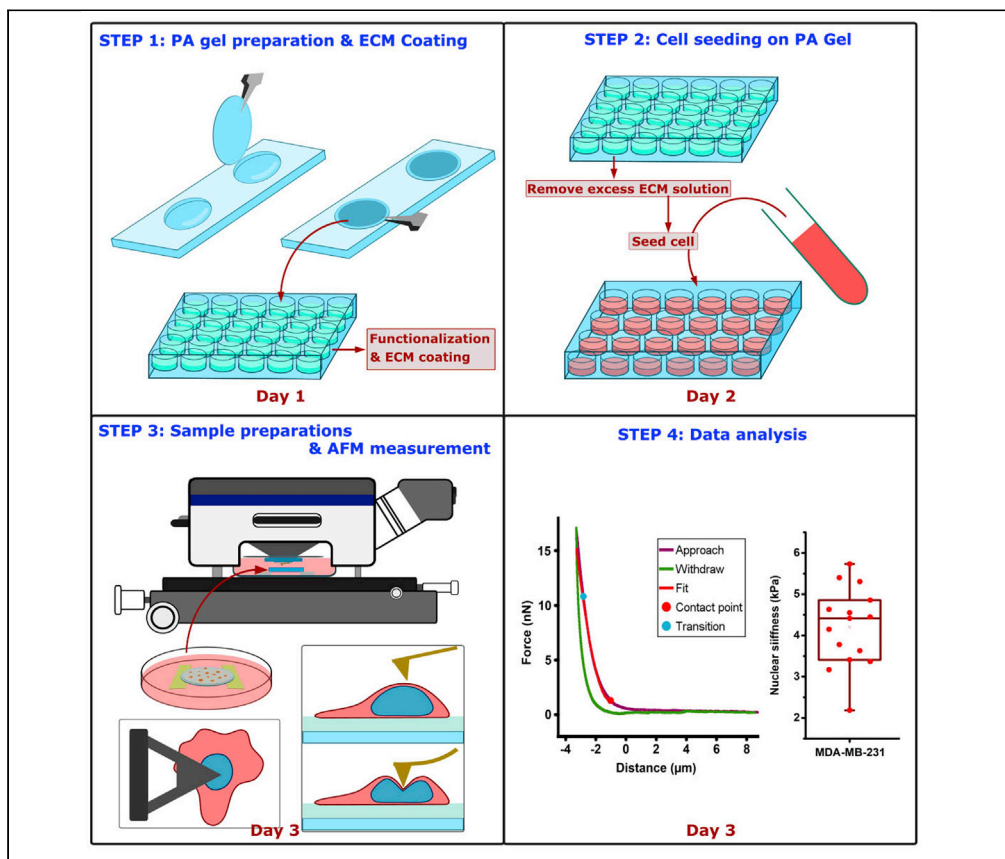 STEP 1: PA gel preparation & ECM Coating
Functionalization
& ECM coating
Day 1
STEP 2: Cell seeding on PA Gel
Remove excess ECM solution
Seed cell
Day 2
STEP 3: Sample preparations
& AFM measurement
Day 3
STEP 4: Data analysis
Force (nN)
15
10
5
0
-4 -2 0 2 4 6 8
Distance (µm)
Approach
Withdraw
Fit
Contact point
Transition
Nuclear siiffness (kPa)
6
5
4
3
2
MDA-MB-231
Day 3